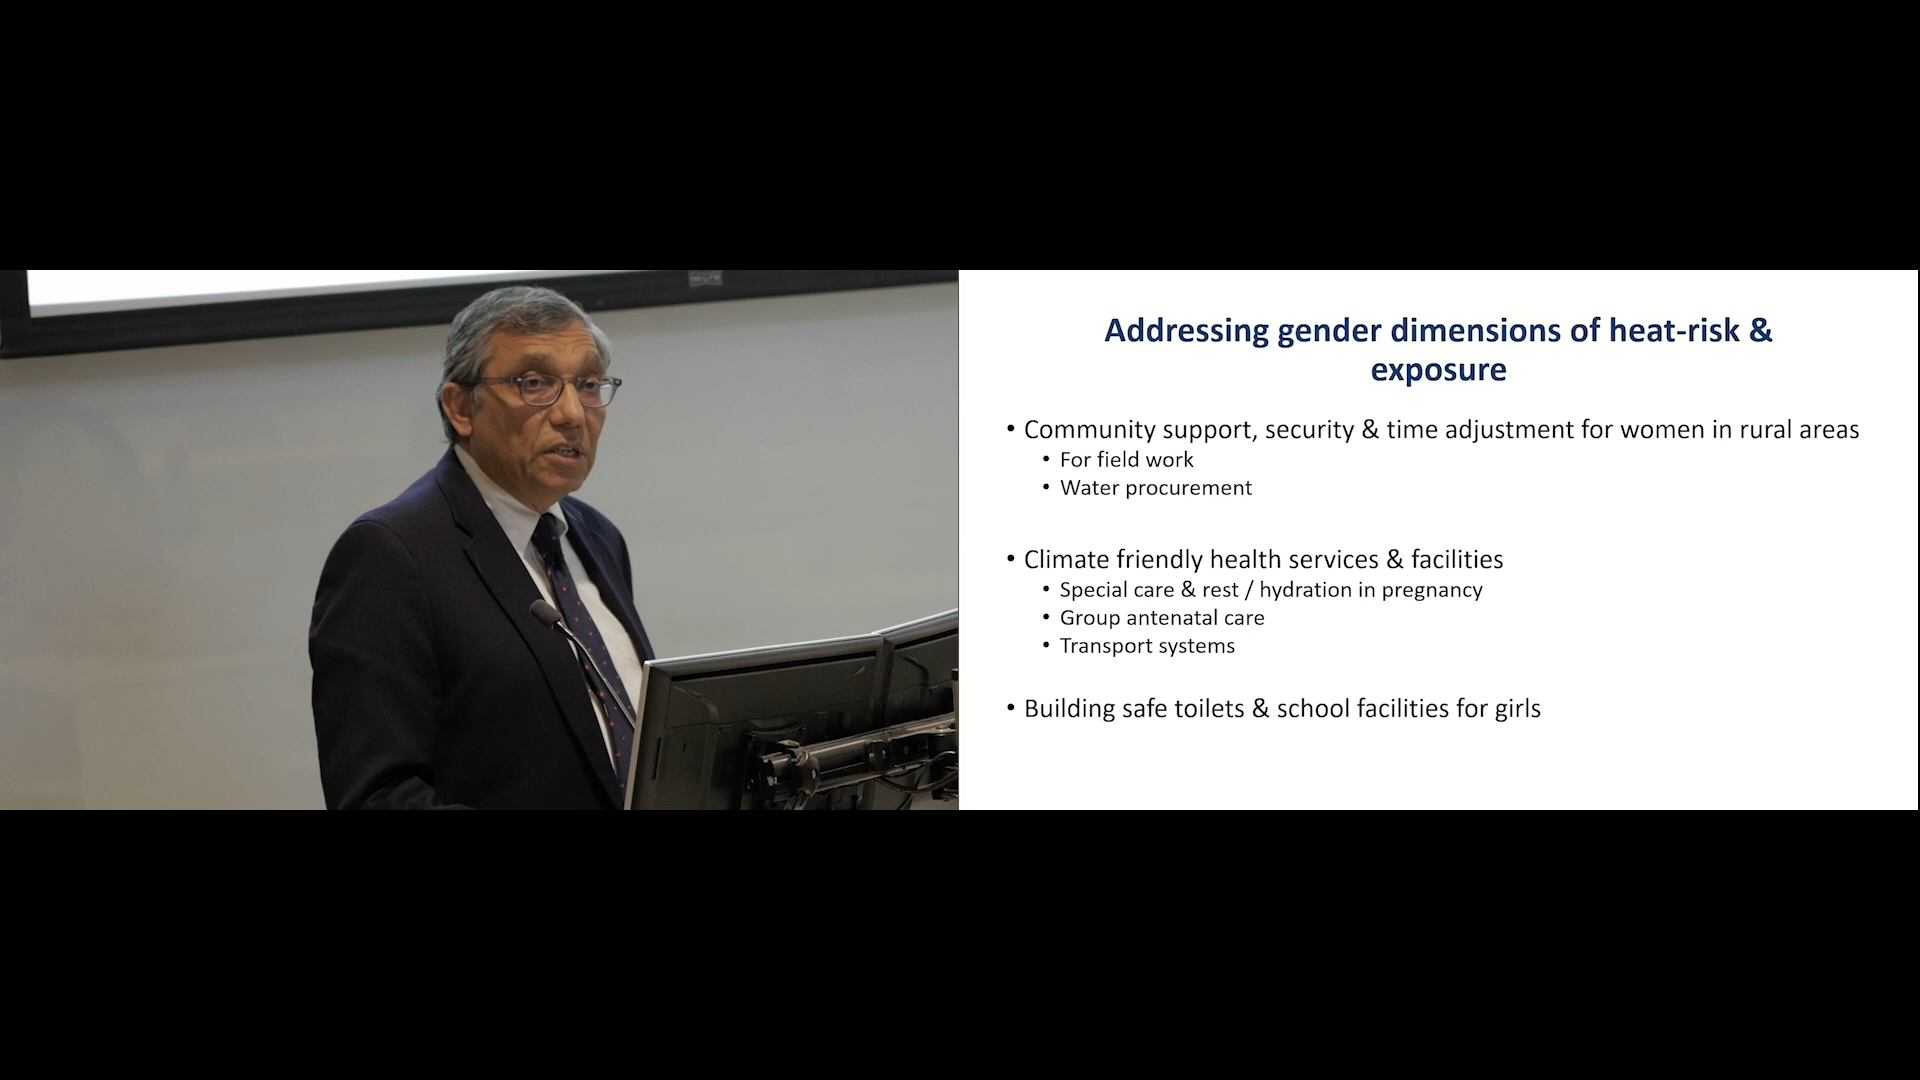 Addressing gender dimensions of heat-risk &
exposure
• Community support, security & time adjustment for women in rural areas
• For field work
• Water procurement
• Climate friendly health services & facilities
• Special care & rest / hydration in pregnancy
• Group antenatal care
• Transport systems
• Building safe toilets & school facilities for girls